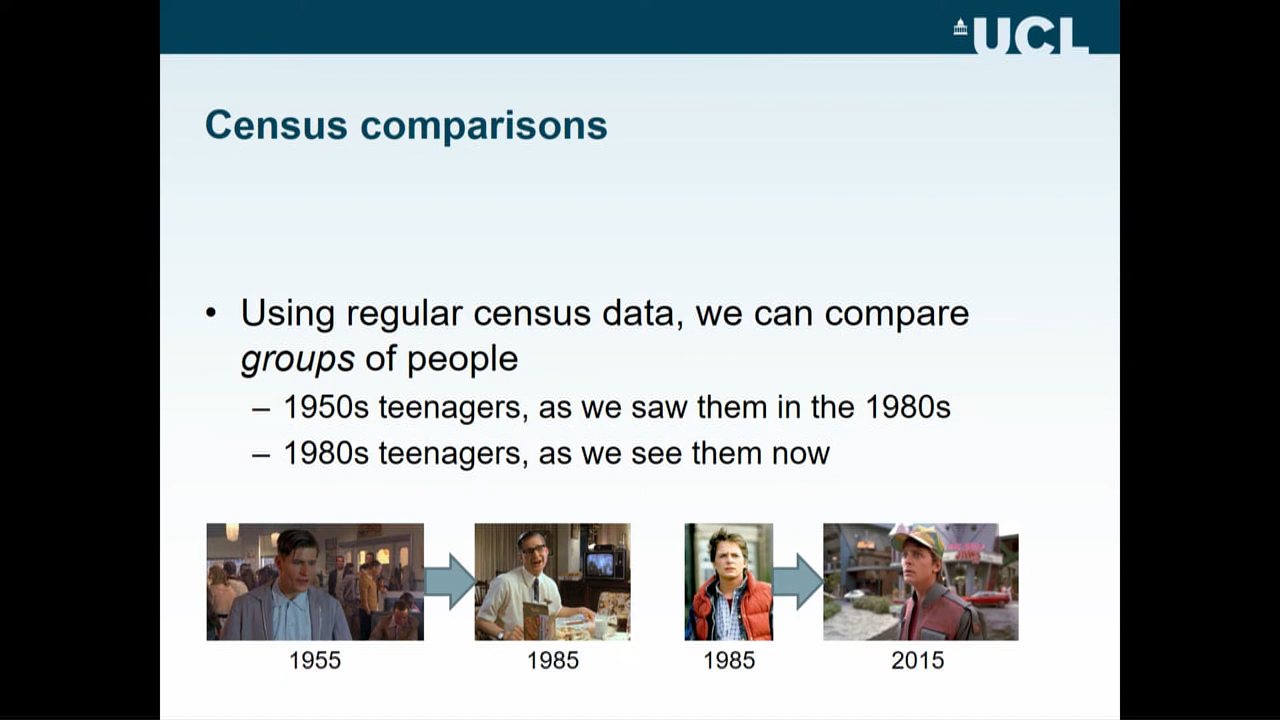 UCL
Census comparisons
• Using regular census data, we can compare
groups of people
– 1950s teenagers, as we saw them in the 1980s
– 1980s teenagers, as we see them now
1955
1985
1985
2015